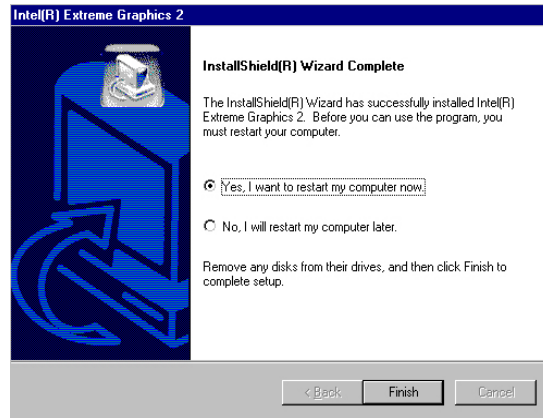 Intel(R) Extreme Graphics 2
InstallShield(R) Wizard Complete
The InstallShield(R) Wizard has successfully installed Intel(R)
Extreme Graphics 2. Before you can use the program, you
must restart your computer.
Yes, I want to restart my computer now.
No, I will restart my computer later.
Remove any disks from their drives, and then click Finish to
complete setup.
< Back
Finish
Cancel